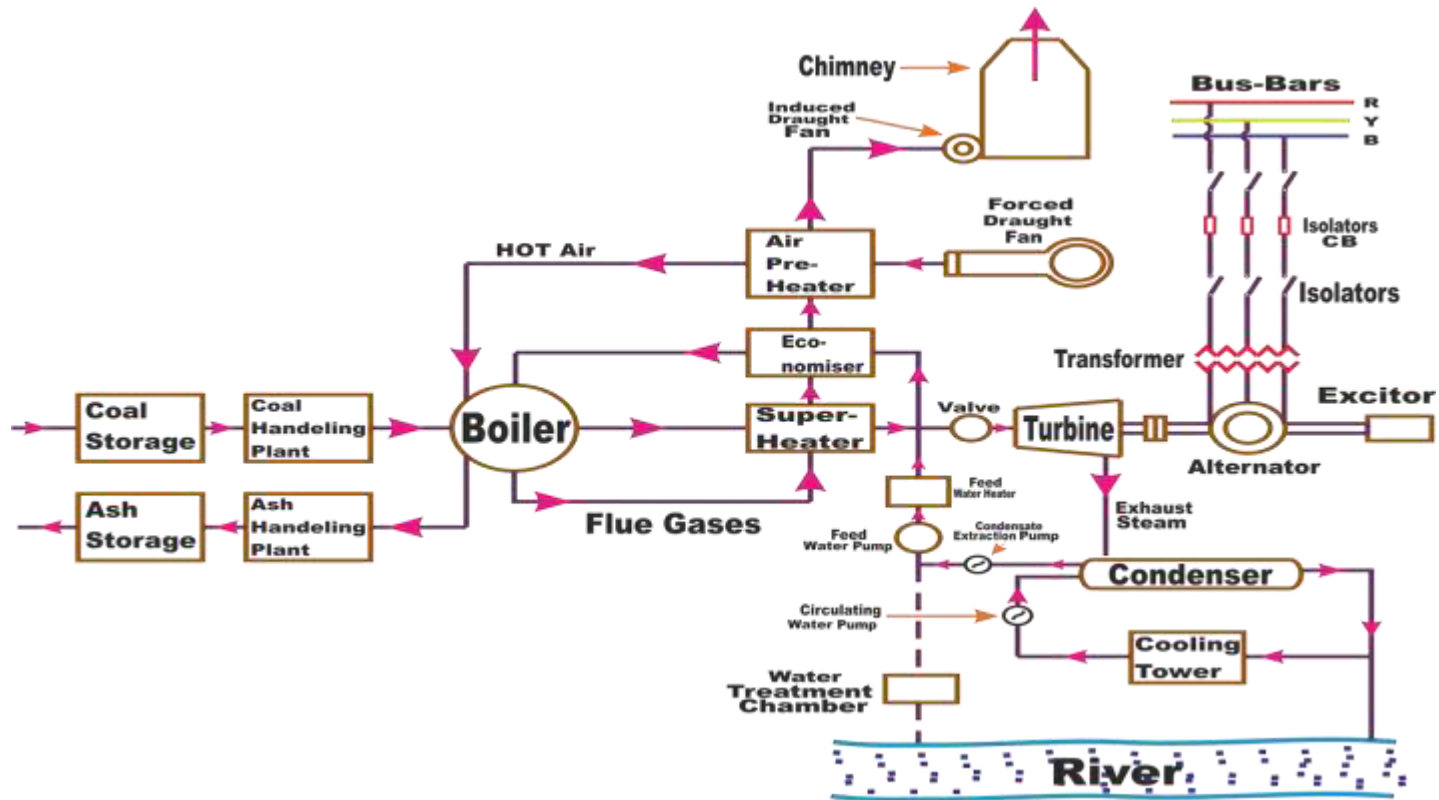 Chimney
Induced
Draught
Fan
Bus-Bars
R
Y
B
Forced
Draught
Fan
Isolators
CB
HOT Air
Air
Pre-
Heater
Isolators
Eco-
nomiser
Transformer
Coal
Storage
Coal
Handeling
Plant
Boiler
Super-
Heater
Valve
Turbine
Excitor
Alternator
Ash
Storage
Ash
Handeling
Plant
Flue Gases
Feed
Water Heater
Exhaust
Steam
Feed
Water Pump
Condensate
Extraction Pump
Condenser
Circulating
Water Pump
Cooling
Tower
Water
Treatment
Chamber
River